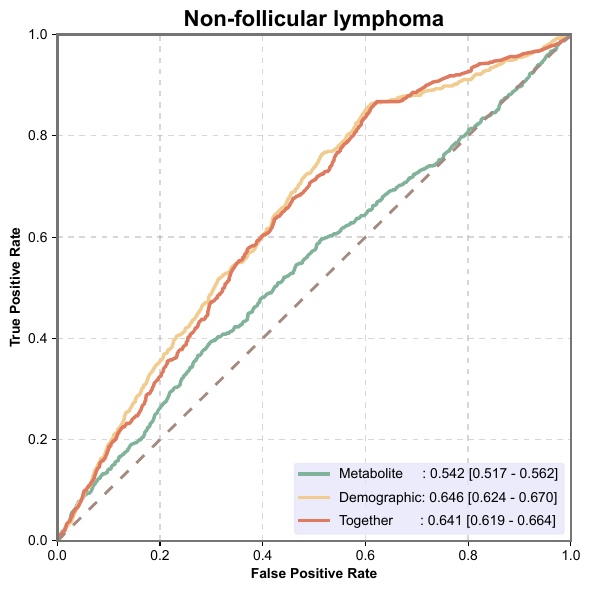 Non-follicular lymphoma
True Positive Rate
1.0
0.8
0.6
0.4
0.2
0.0
Metabolite : 0.542 [0.517 - 0.562]
Demographic: 0.646 [0.624 - 0.670]
Together : 0.641 [0.619 - 0.664]
0.0 0.2 0.4 0.6 0.8 1.0
False Positive Rate